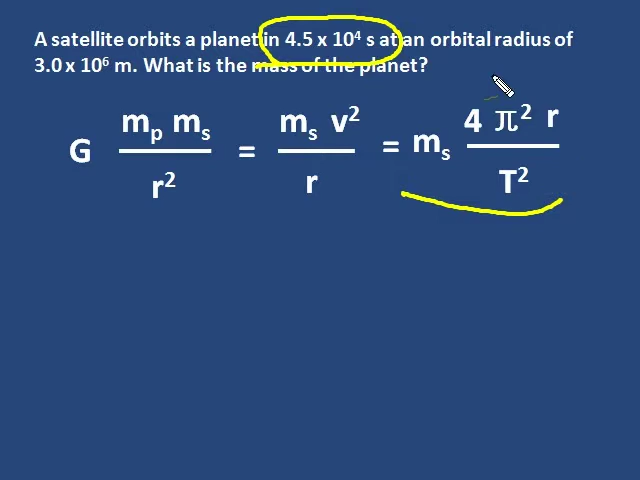 A satellite orbits a planet in 4.5 x 10⁴ s at an orbital radius of
3.0 x 10⁶ m. What is the mass of the planet?
G mₚ mₛ / r² = mₛ v² / r = mₛ 4 π² r / T²